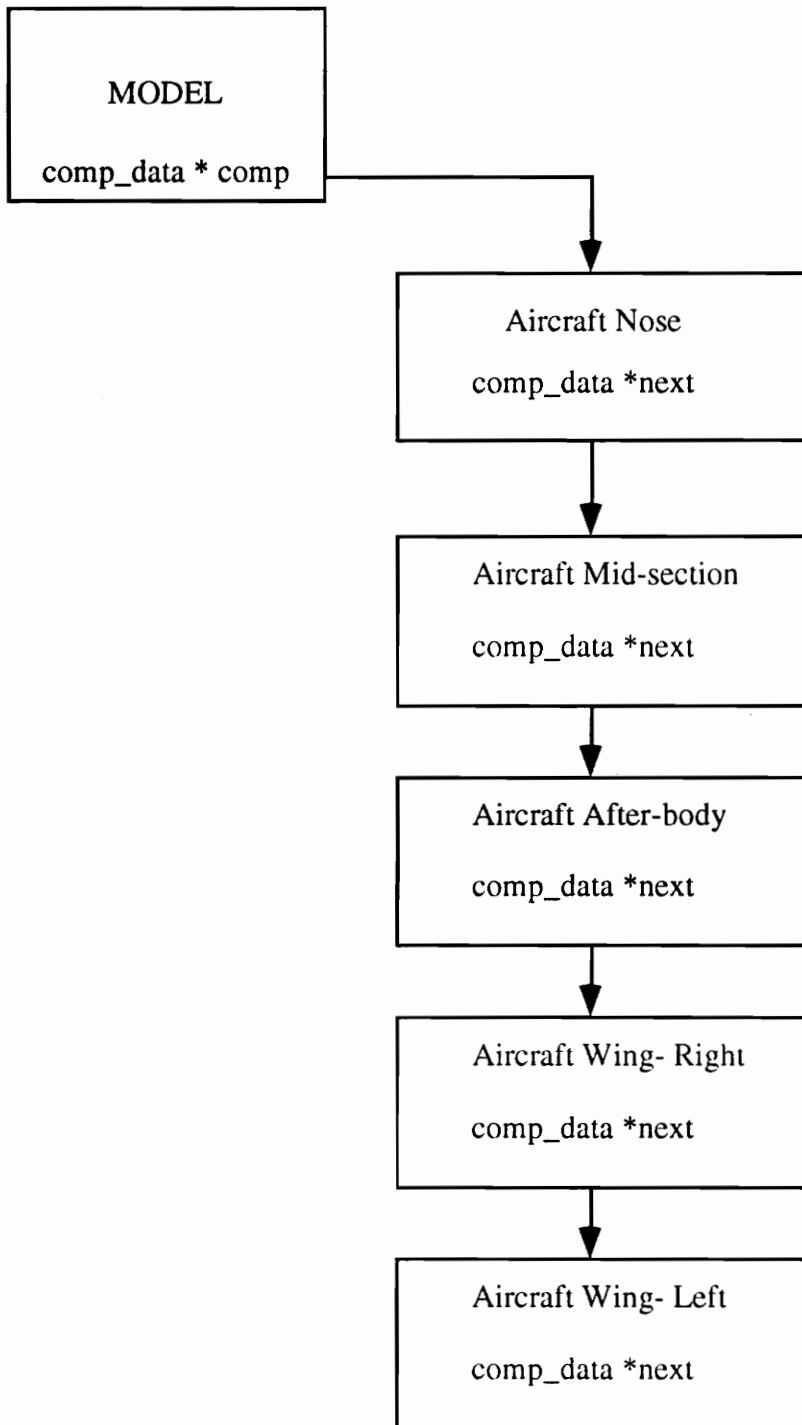 MODEL
comp_data * comp
Aircraft Nose
comp_data *next
Aircraft Mid-section
comp_data *next
Aircraft After-body
comp_data *next
Aircraft Wing- Right
comp_data *next
Aircraft Wing- Left
comp_data *next